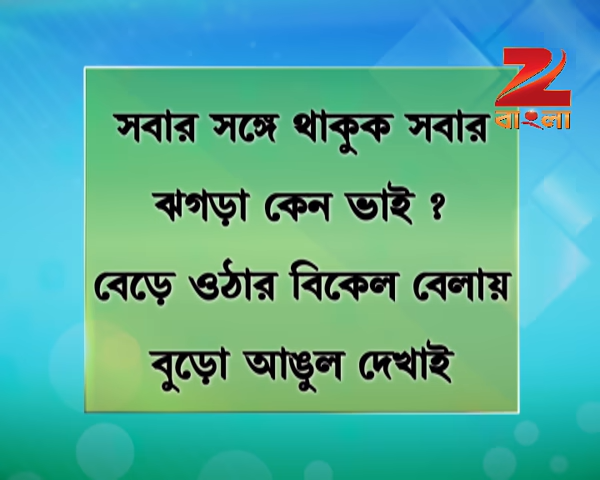 Z
বাংলা
সবার সঙ্গে থাকুক সবার
ঝগড়া কেন ভাই ?
বেড়ে ওঠার বিকেল বেলায়
বুড়ো আঙুল দেখাই